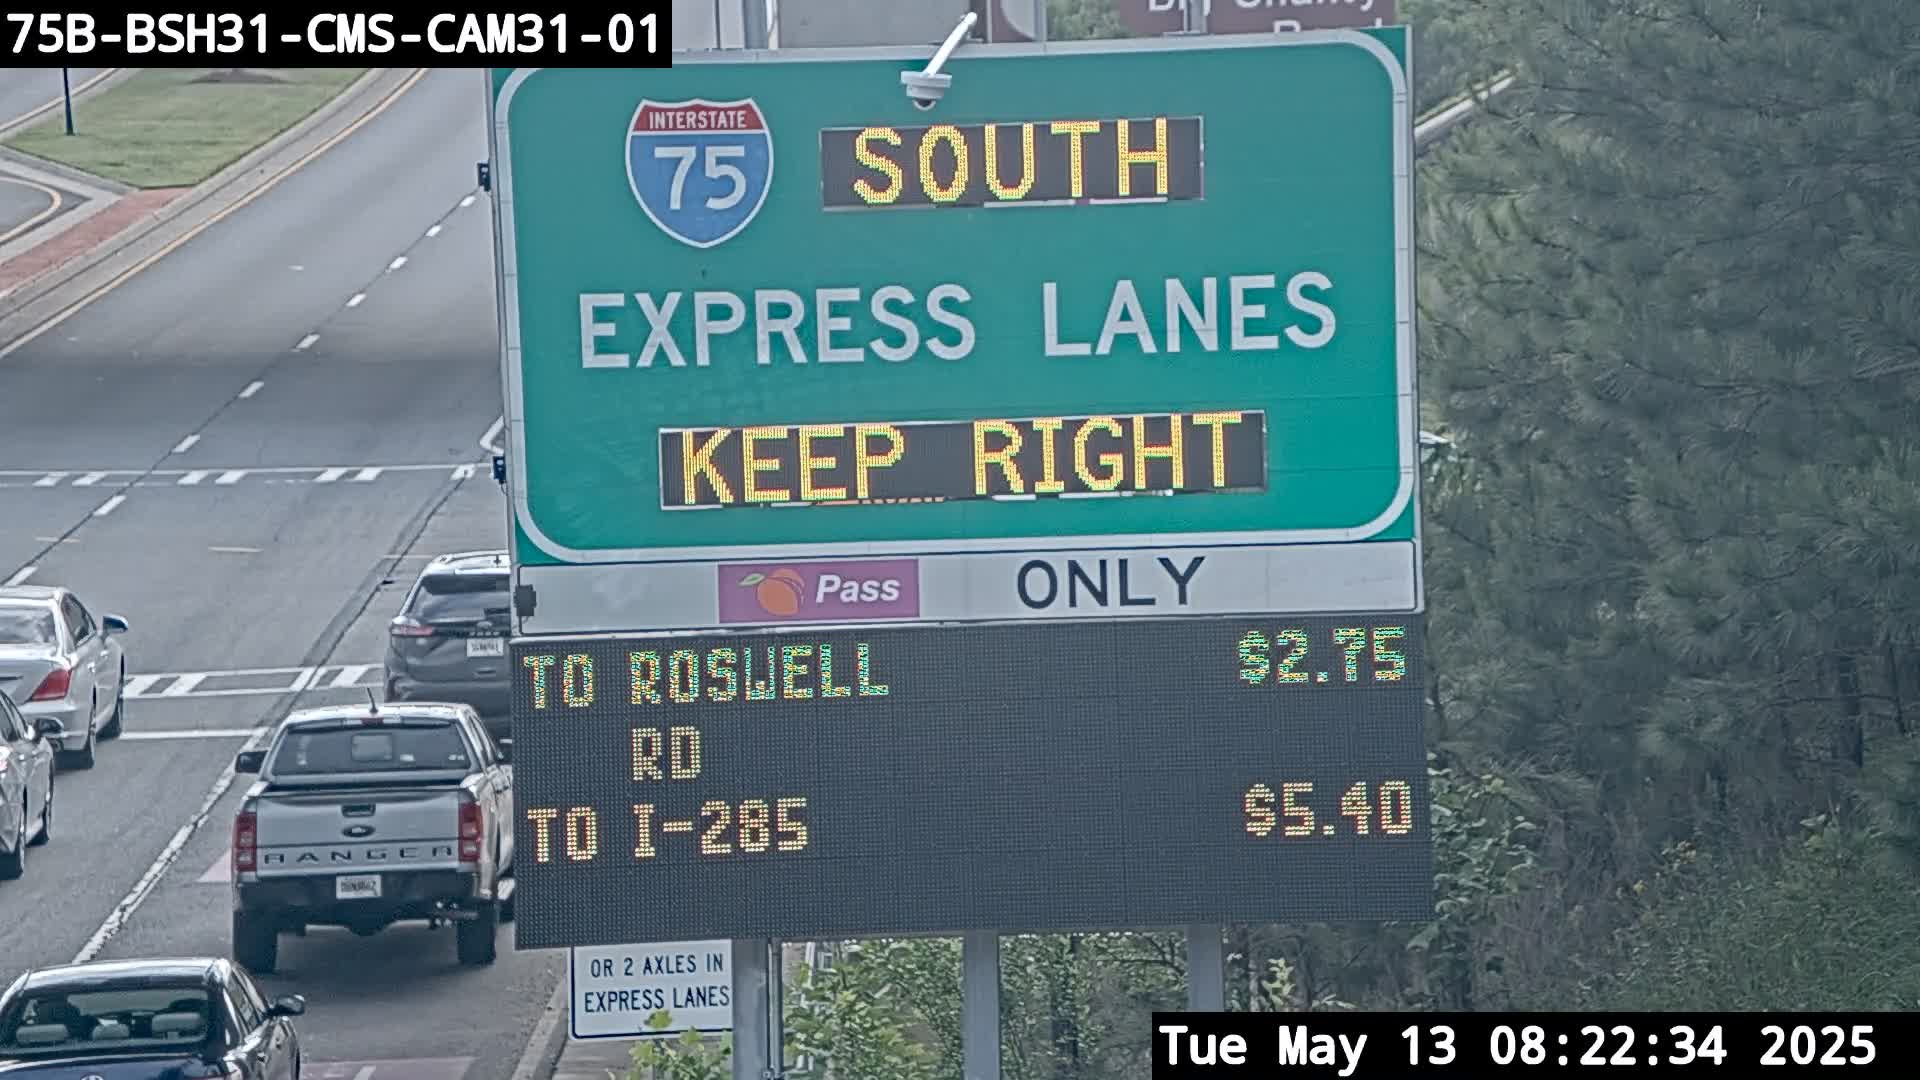 75B-BSH31-CMS-CAM31-01
INTERSTATE
75
SOUTH
EXPRESS LANES
KEEP RIGHT
Pass
ONLY
TO ROSWELL $2.75
RD
TO I-285 $5.40
RANGER
OR 2 AXLES IN
EXPRESS LANES
Tue May 13 08:22:34 2025